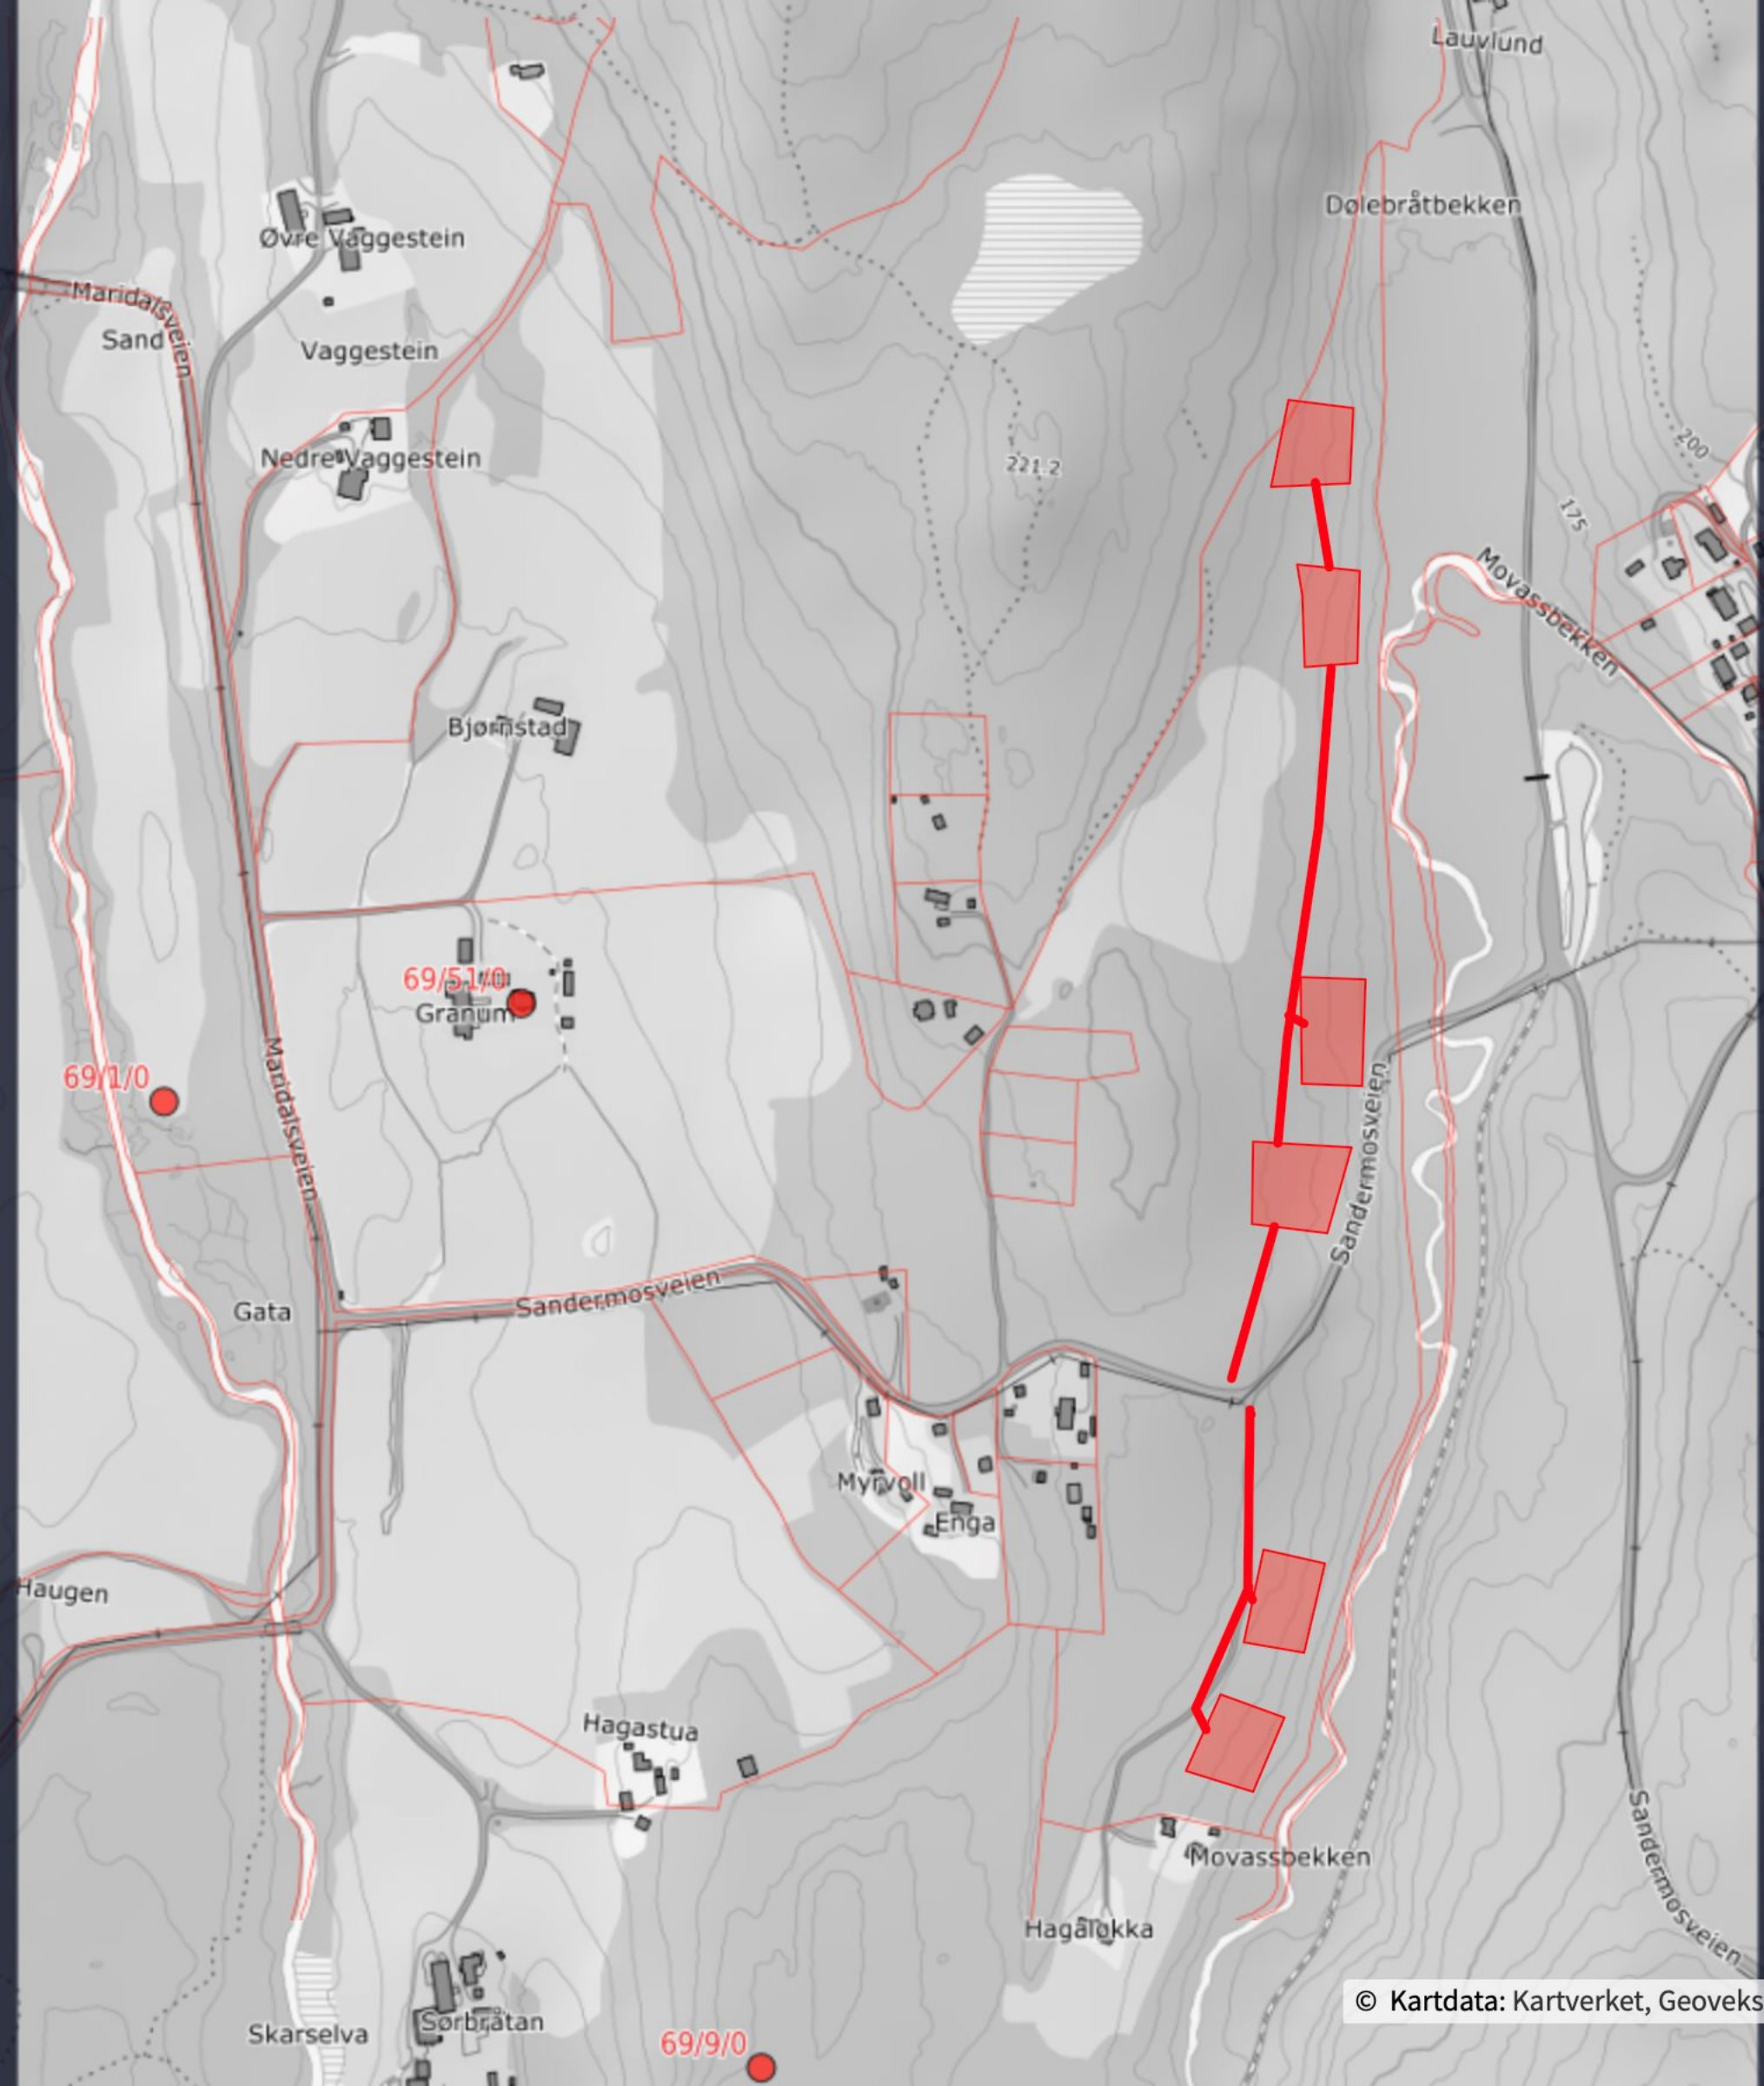 Lauvlund
Dølebråtbekken
Øvre Vaggestein
Maridalsveien
Sand
Vaggestein
Nedre Vaggestein
221.2
200
175
Movassbekken
Bjørnstad
69/51/0
Granum
69/1/0
Maridalsveien
Sandermosveien
Sandermosveien
Gata
Myrvoll
Enga
Haugen
Hagastua
Movassbekken
Sandermosveien
Hagaløkka
© Kartdata: Kartverket, Geoveks
Skarselva
Sørbråtan
69/9/0